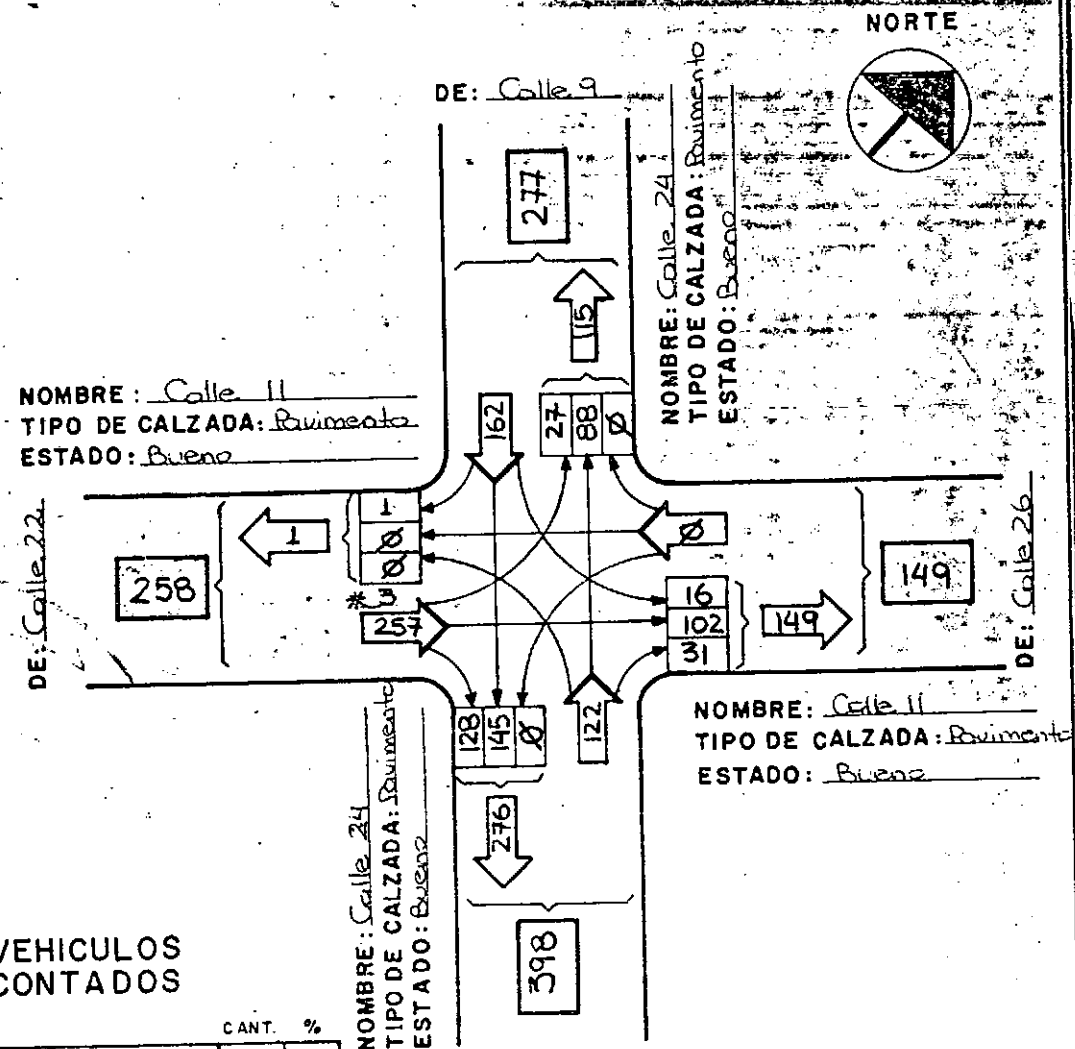 NORTE
DE: Calle 9
277
NOMBRE: Calle 24
TIPO DE CALZADA: Pavimento
ESTADO: Bueno
115
27
88
Ø
162
NOMBRE: Calle 11
TIPO DE CALZADA: Pavimento
ESTADO: Bueno
DE: Calle 22
258
1
1
Ø
Ø
* 3
257
Ø
16
102
31
149
149
DE: Calle 26
128
145
Ø
122
276
398
NOMBRE: Calle 11
TIPO DE CALZADA: Pavimento
ESTADO: Bueno
NOMBRE: Calle 24
TIPO DE CALZADA: Pavimento
ESTADO: Bueno
VEHICULOS
CONTADOS
CANT. %